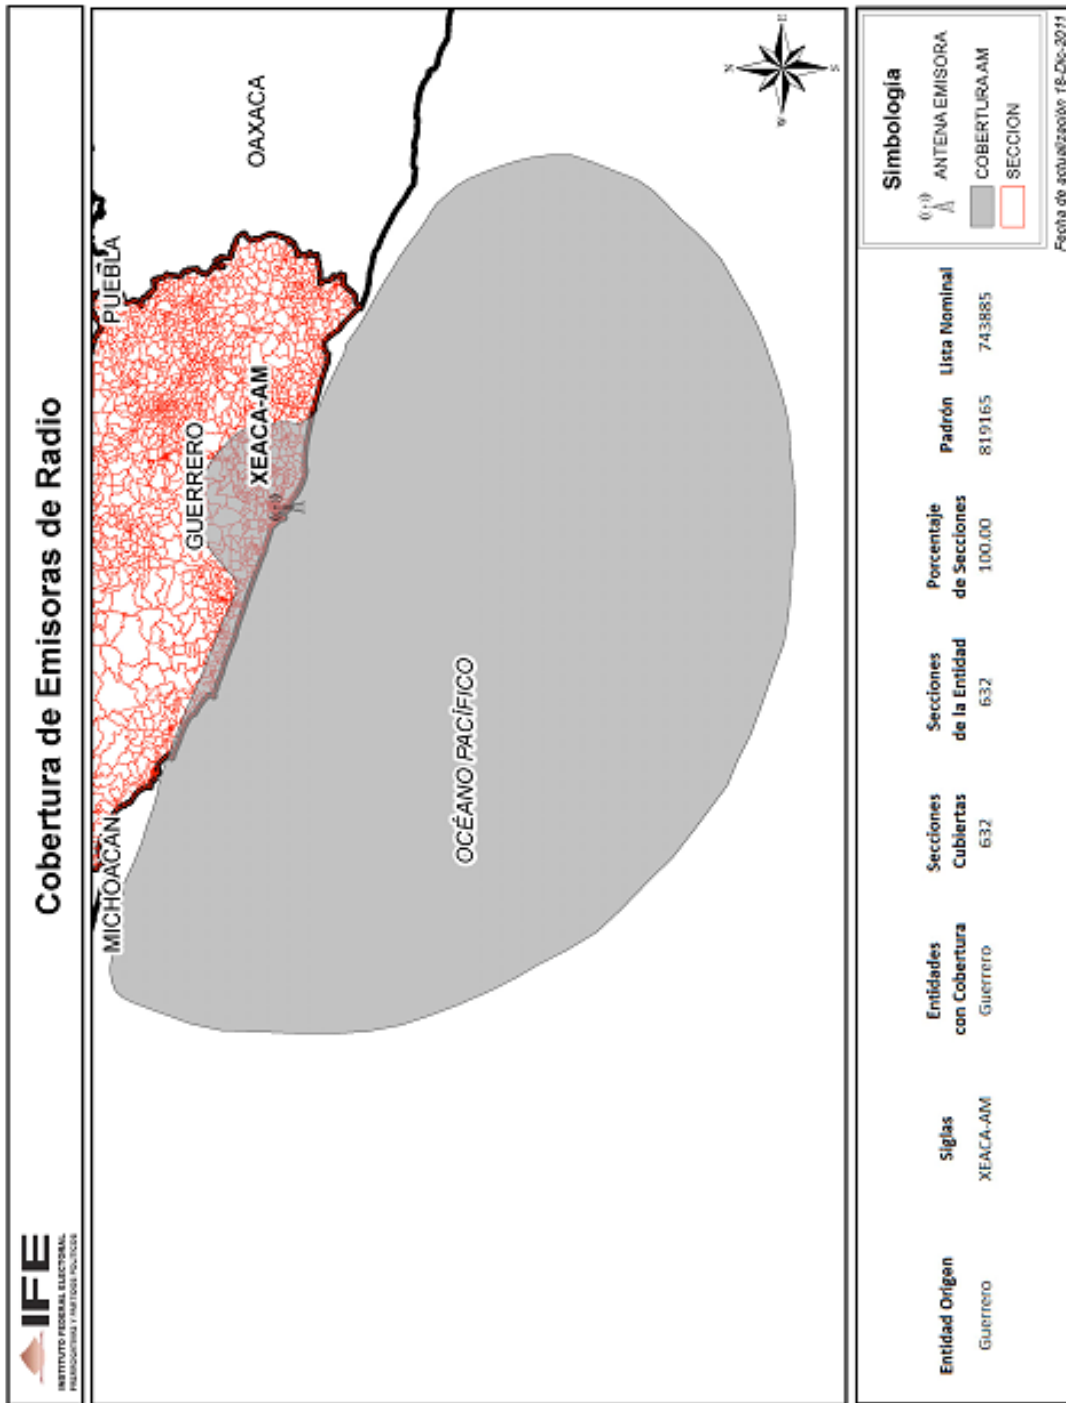 IFE
INSTITUTO FEDERAL ELECTORAL
PRERROGATIVAS Y PARTIDOS POLITICOS
Cobertura de Emisoras de Radio
MICHOACAN
GUERRERO
PUEBLA
XEACA-AM
OAXACA
OCÉANO PACÍFICO
N
W
E
S
Entidad Origen
Siglas
Entidades
con Cobertura
Secciones
Cubiertas
Secciones
de la Entidad
Porcentaje
de Secciones
Padrón
Lista Nominal
Guerrero
XEACA-AM
Guerrero
632
632
100.00
819165
743885
Simbología
ANTENA EMISORA
COBERTURA AM
SECCION
Fecha de actualización 18-Dic-2011